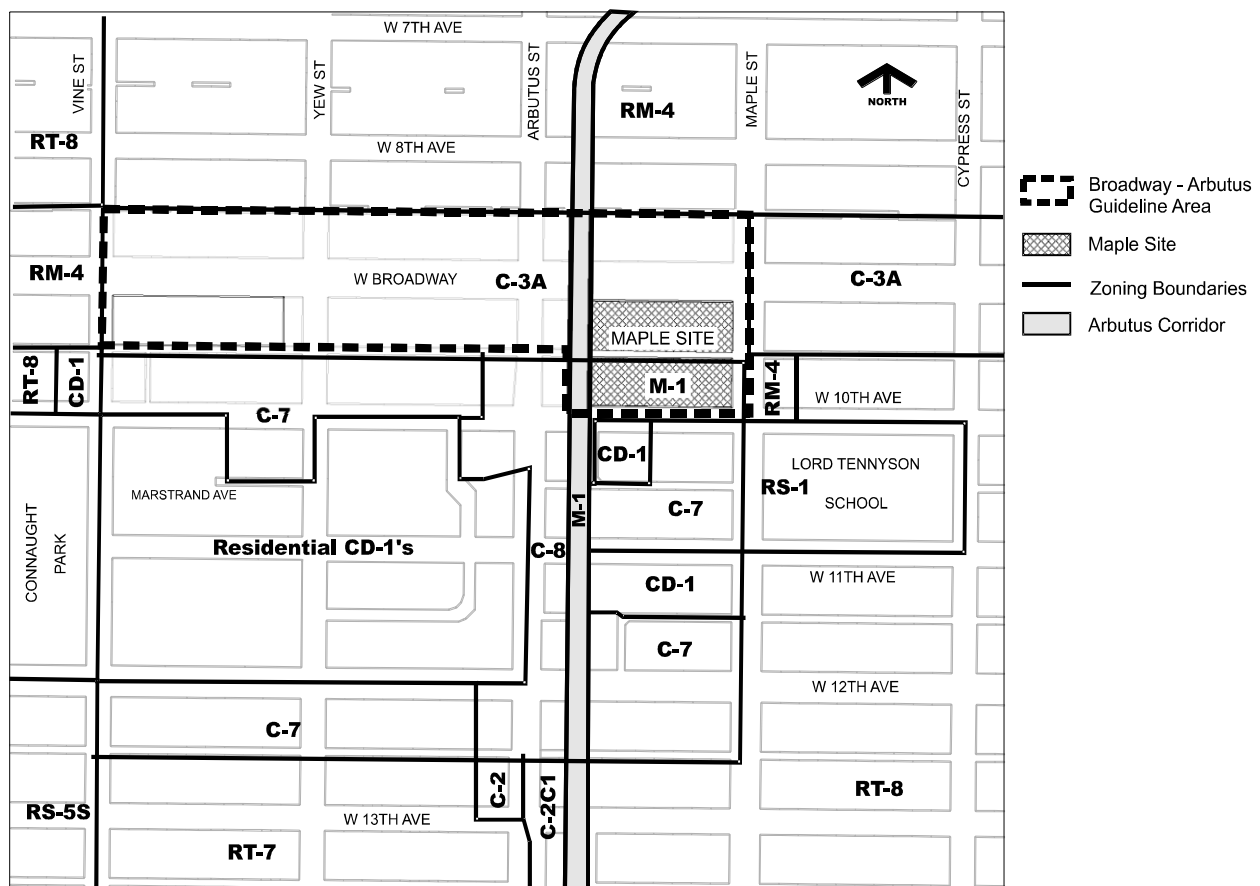 W 7TH AVE
VINE ST
YEW ST
ARBUTUS ST
MAPLE ST
CYPRESS ST
NORTH
RM-4
RT-8
W 8TH AVE
Broadway - Arbutus
Guideline Area
Maple Site
Zoning Boundaries
Arbutus Corridor
RM-4
W BROADWAY
C-3A
C-3A
MAPLE SITE
RT-8
CD-1
M-1
RM-4
W 10TH AVE
C-7
CD-1
LORD TENNYSON
SCHOOL
RS-1
MARSTRAND AVE
C-7
M-1
CONNAUGHT
PARK
Residential CD-1's
C-8
CD-1
W 11TH AVE
C-7
W 12TH AVE
C-7
C-2
C-2C1
RT-8
RS-5S
W 13TH AVE
RT-7